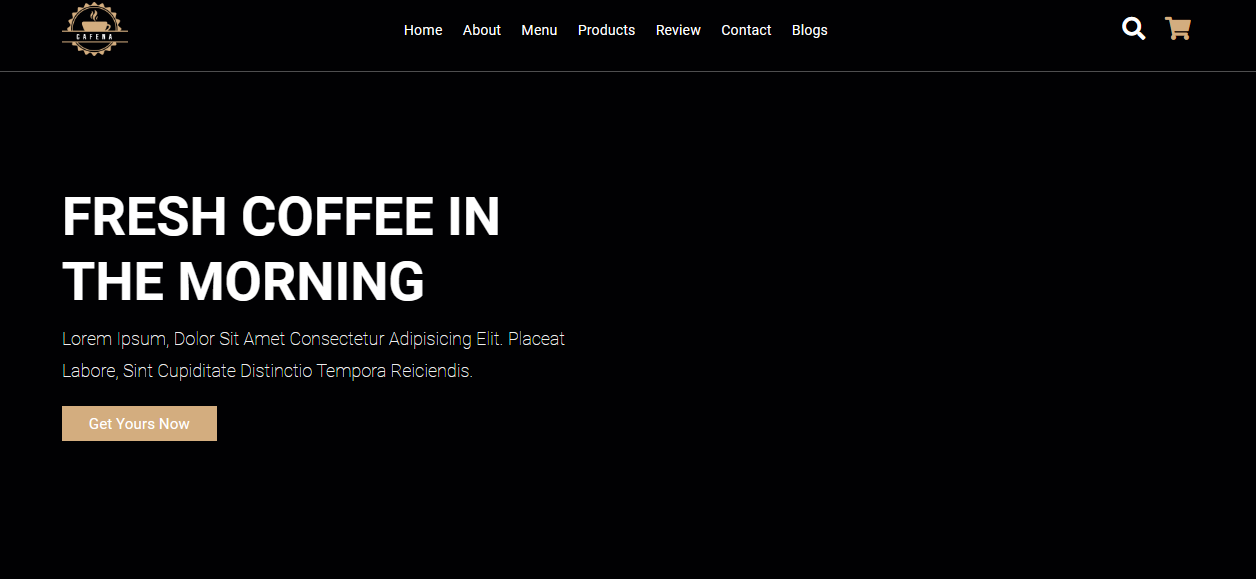 CAFENA
Home About Menu Products Review Contact Blogs
FRESH COFFEE IN
THE MORNING
Lorem Ipsum, Dolor Sit Amet Consectetur Adipisicing Elit. Placeat
Labore, Sint Cupiditate Distinctio Tempora Reiciendis.
Get Yours Now